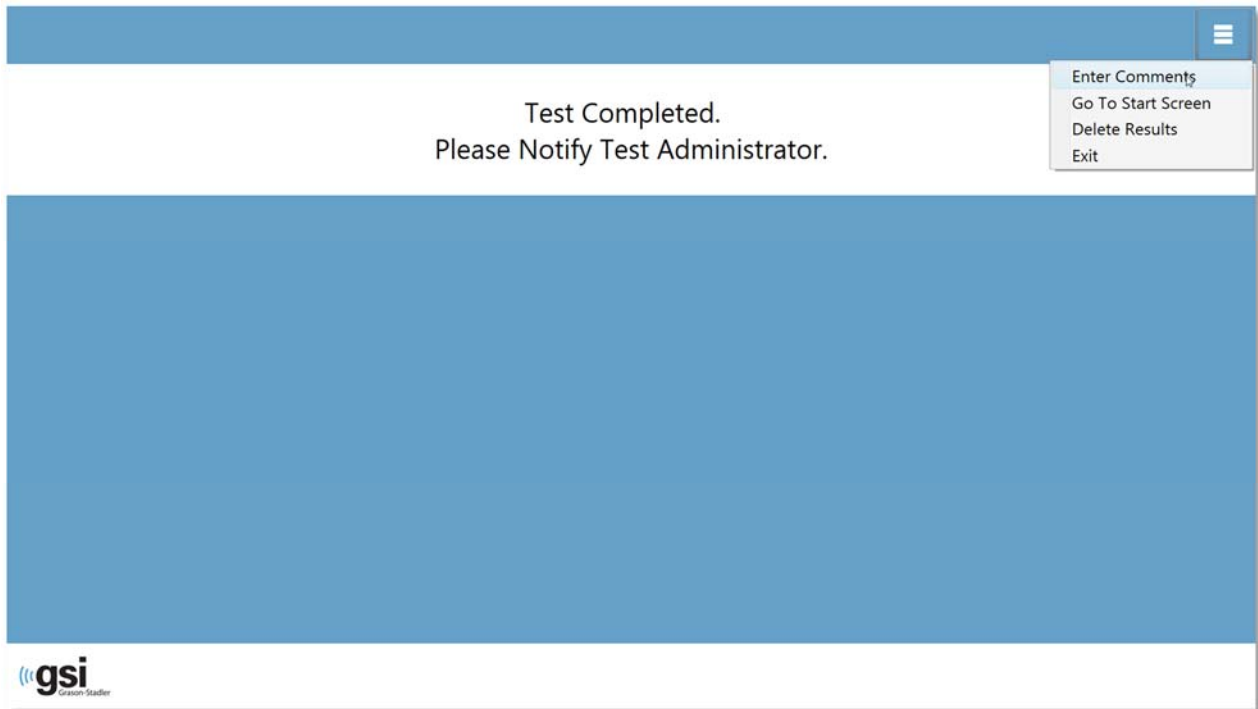 Enter Comments
Go To Start Screen
Delete Results
Exit
Test Completed.
Please Notify Test Administrator.
gsi
Grason-Stadler